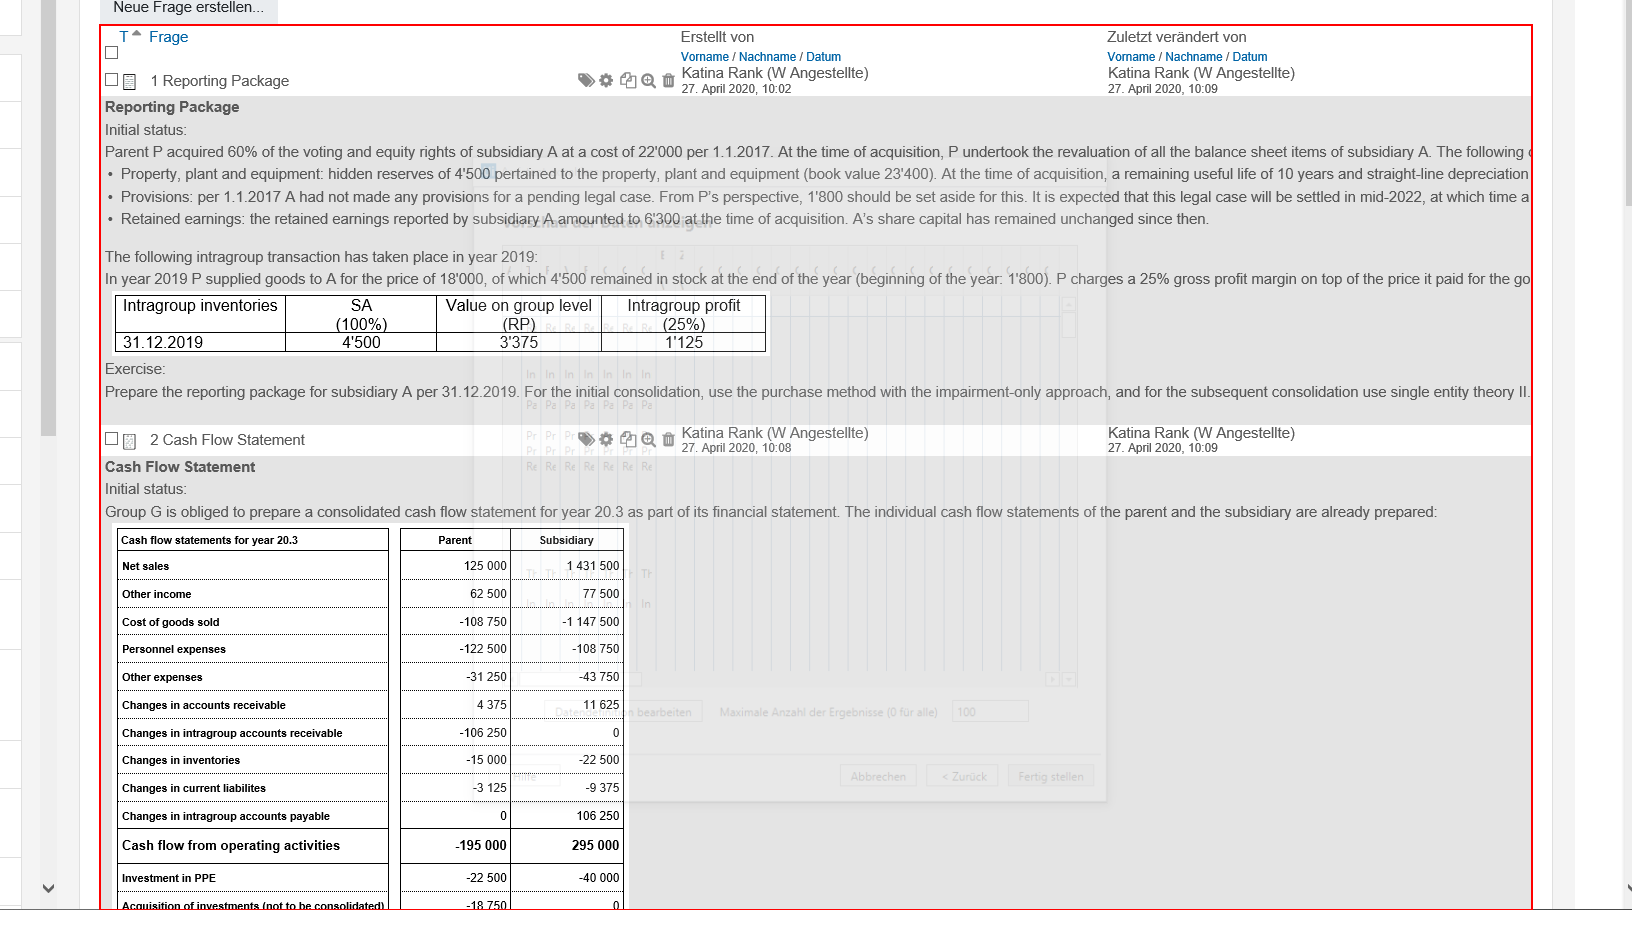 Neue Frage erstellen...
T Frage Erstellt von Zuletzt verändert von
Vorname / Nachname / Datum Vorname / Nachname / Datum
1 Reporting Package Katina Rank (W Angestellte) Katina Rank (W Angestellte)
27. April 2020, 10:02 27. April 2020, 10:09
Reporting Package
Initial status:
Parent P acquired 60% of the voting and equity rights of subsidiary A at a cost of 22'000 per 1.1.2017. At the time of acquisition, P undertook the revaluation of all the balance sheet items of subsidiary A. The following
• Property, plant and equipment: hidden reserves of 4'500 pertained to the property, plant and equipment (book value 23'400). At the time of acquisition, a remaining useful life of 10 years and straight-line depreciation
• Provisions: per 1.1.2017 A had not made any provisions for a pending legal case. From P's perspective, 1'800 should be set aside for this. It is expected that this legal case will be settled in mid-2022, at which time a
• Retained earnings: the retained earnings reported by subsidiary A amounted to 6'300 at the time of acquisition. A's share capital has remained unchanged since then.
Vorschau der Daten anzeigen
The following intragroup transaction has taken place in year 2019:
In year 2019 P supplied goods to A for the price of 18'000, of which 4'500 remained in stock at the end of the year (beginning of the year: 1'800). P charges a 25% gross profit margin on top of the price it paid for the go
Intragroup inventories SA Value on group level Intragroup profit
(100%) (RP) (25%)
31.12.2019 4'500 3'375 1'125
Exercise:
Prepare the reporting package for subsidiary A per 31.12.2019. For the initial consolidation, use the purchase method with the impairment-only approach, and for the subsequent consolidation use single entity theory II.
2 Cash Flow Statement Katina Rank (W Angestellte) Katina Rank (W Angestellte)
27. April 2020, 10:08 27. April 2020, 10:09
Cash Flow Statement
Initial status:
Group G is obliged to prepare a consolidated cash flow statement for year 20.3 as part of its financial statement. The individual cash flow statements of the parent and the subsidiary are already prepared:
Cash flow statements for year 20.3 Parent Subsidiary
Net sales 125 000 1 431 500
Other income 62 500 77 500
Cost of goods sold -108 750 -1 147 500
Personnel expenses -122 500 -108 750
Other expenses -31 250 -43 750
Changes in accounts receivable 4 375 11 625
bearbeiten Maximale Anzahl der Ergebnisse (0 für alle) 100
Changes in intragroup accounts receivable -106 250 0
Changes in inventories -15 000 -22 500
Abbrechen < Zurück Fertig stellen
Changes in current liabilites -3 125 -9 375
Changes in intragroup accounts payable 0 106 250
Cash flow from operating activities -195 000 295 000
Investment in PPE -22 500 -40 000
Acquisition of investments (not to be consolidated) -18 750 0